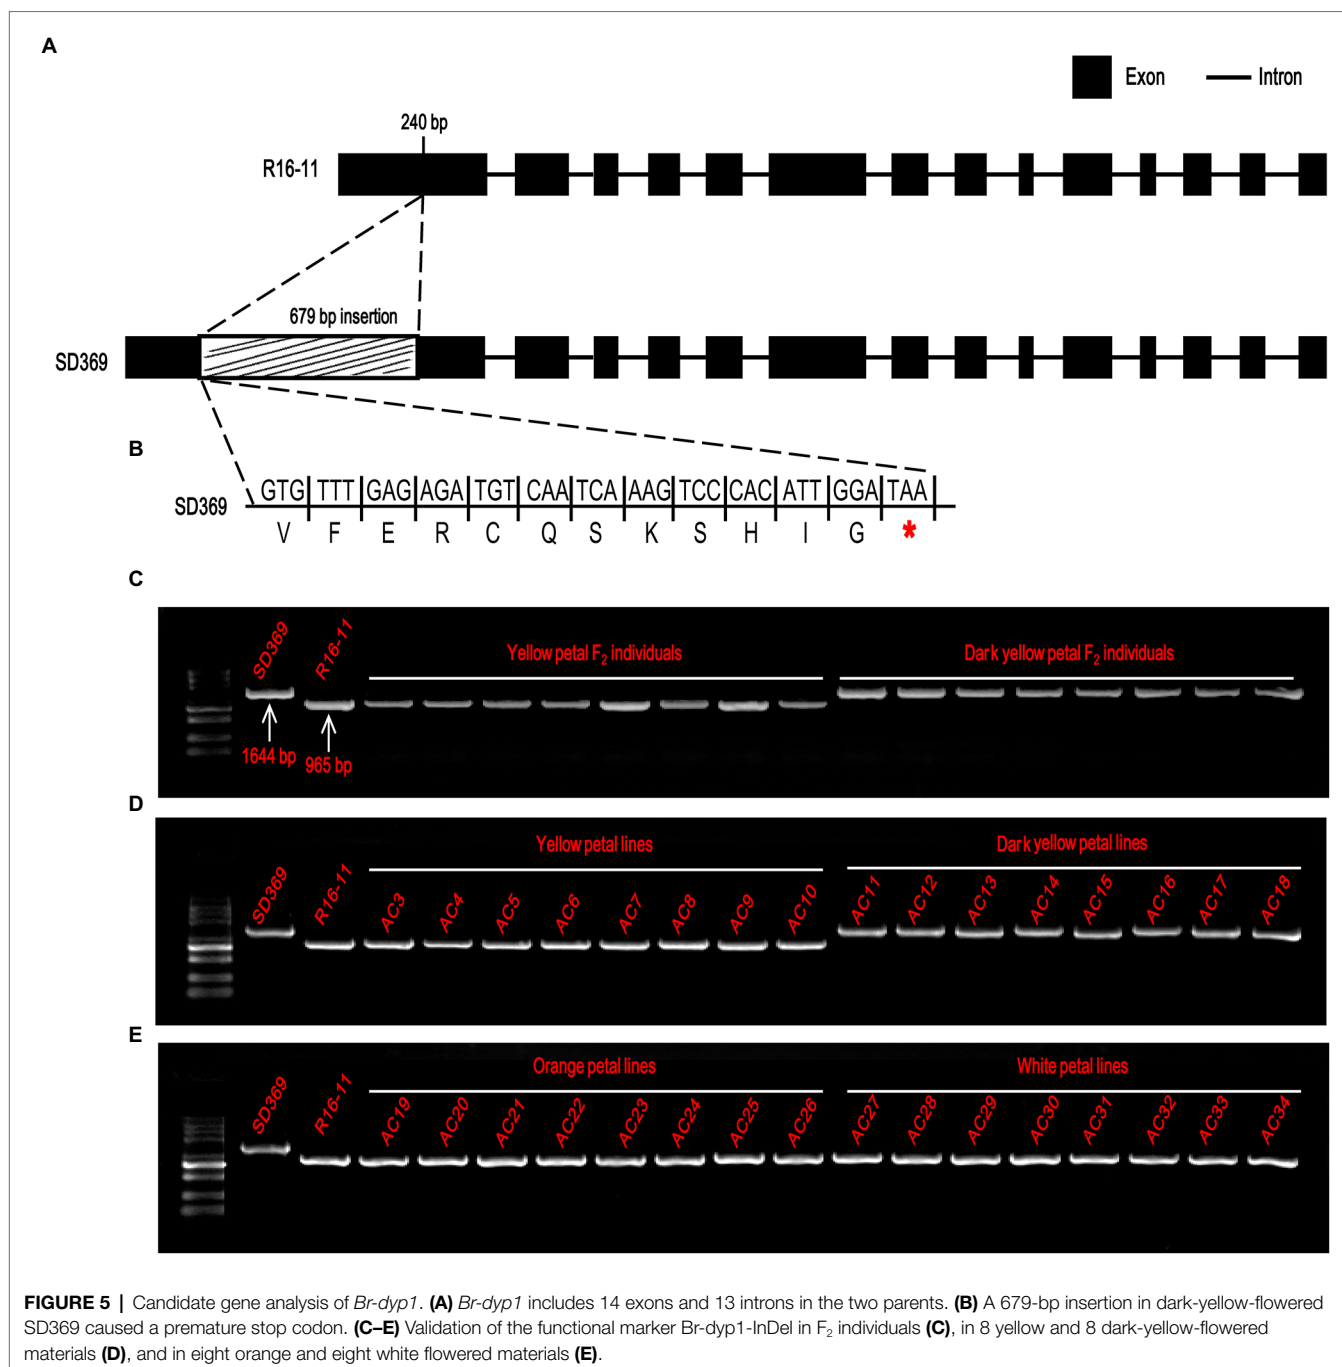 A
Exon
Intron
240 bp
R16-11
679 bp insertion
SD369
B
SD369
GTG TTT GAG AGA TGT CAA TCA AAG TCC CAC ATT GGA TAA
V F E R C Q S K S H I G *
C
SD369 R16-11 Yellow petal F2 individuals Dark yellow petal F2 individuals
1644 bp 965 bp
D
Yellow petal lines Dark yellow petal lines
SD369 R16-11 AC3 AC4 AC5 AC6 AC7 AC8 AC9 AC10 AC11 AC12 AC13 AC14 AC15 AC16 AC17 AC18
E
Orange petal lines White petal lines
SD369 R16-11 AC19 AC20 AC21 AC22 AC23 AC24 AC25 AC26 AC27 AC28 AC29 AC30 AC31 AC32 AC33 AC34
FIGURE 5 | Candidate gene analysis of Br-dyp1. (A) Br-dyp1 includes 14 exons and 13 introns in the two parents. (B) A 679-bp insertion in dark-yellow-flowered
SD369 caused a premature stop codon. (C–E) Validation of the functional marker Br-dyp1-InDel in F2 individuals (C), in 8 yellow and 8 dark-yellow-flowered
materials (D), and in eight orange and eight white flowered materials (E).